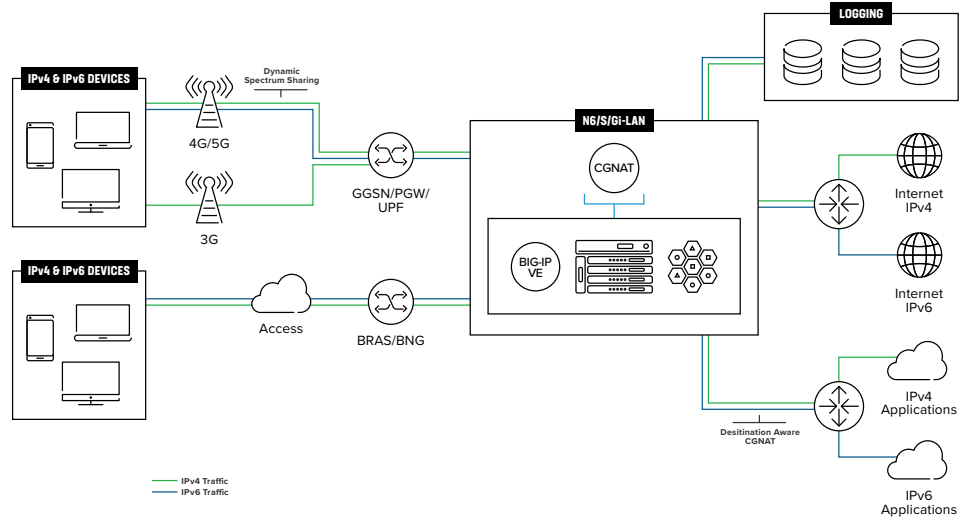 LOGGING
IPv4 & IPv6 DEVICES
Dynamic
Spectrum Sharing
4G/5G
3G
GGSN/PGW/
UPF
N6/S/Gi-LAN
CGNAT
BIG-IP
VE
Internet
IPv4
Internet
IPv6
IPv4 & IPv6 DEVICES
Access
BRAS/BNG
Desitination Aware
CGNAT
IPv4
Applications
IPv6
Applications
IPv4 Traffic
IPv6 Traffic